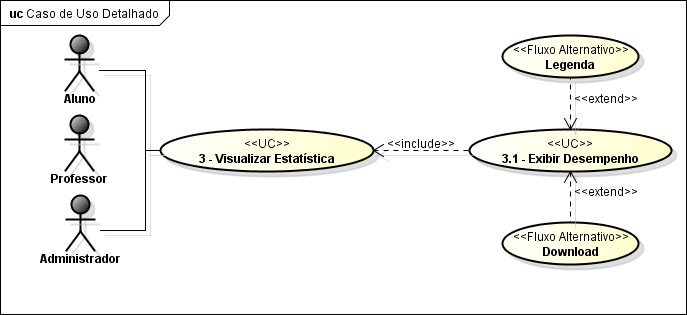 uc Caso de Uso Detalhado
Aluno
Professor
Administrador
<<UC>>
3 - Visualizar Estatística
<<include>>
<<Fluxo Alternativo>>
Legenda
<<extend>>
<<UC>>
3.1 - Exibir Desempenho
<<extend>>
<<Fluxo Alternativo>>
Download